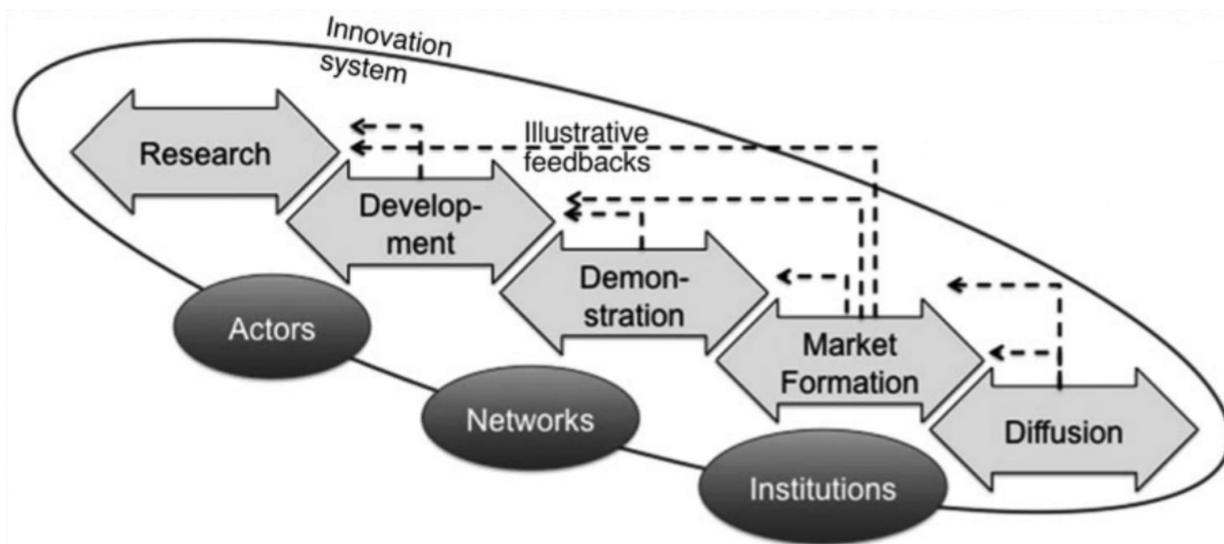 Innovation
system
Illustrative
feedbacks
Research
Develop-
ment
Demon-
stration
Market
Formation
Diffusion
Actors
Networks
Institutions